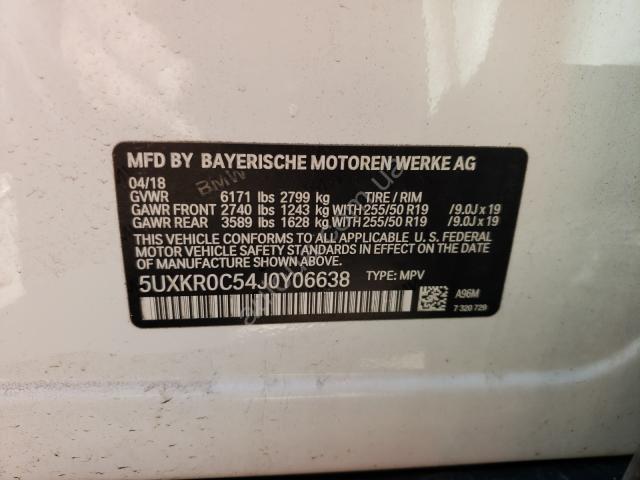 MFD BY BAYERISCHE MOTOREN WERKE AG
04/18
BMW
GVWR 6171 lbs 2799 kg TIRE / RIM
GAWR FRONT 2740 lbs 1243 kg WITH 255/50 R19 /9.0J x 19
GAWR REAR 3589 lbs 1628 kg WITH 255/50 R19 /9.0J x 19
THIS VEHICLE CONFORMS TO ALL APPLICABLE U.S. FEDERAL
MOTOR VEHICLE SAFETY STANDARDS IN EFFECT ON THE DATE
OF MANUFACTURE SHOWN ABOVE.
5UXKR0C54J0Y06638 TYPE: MPV
A96M
7 320 729